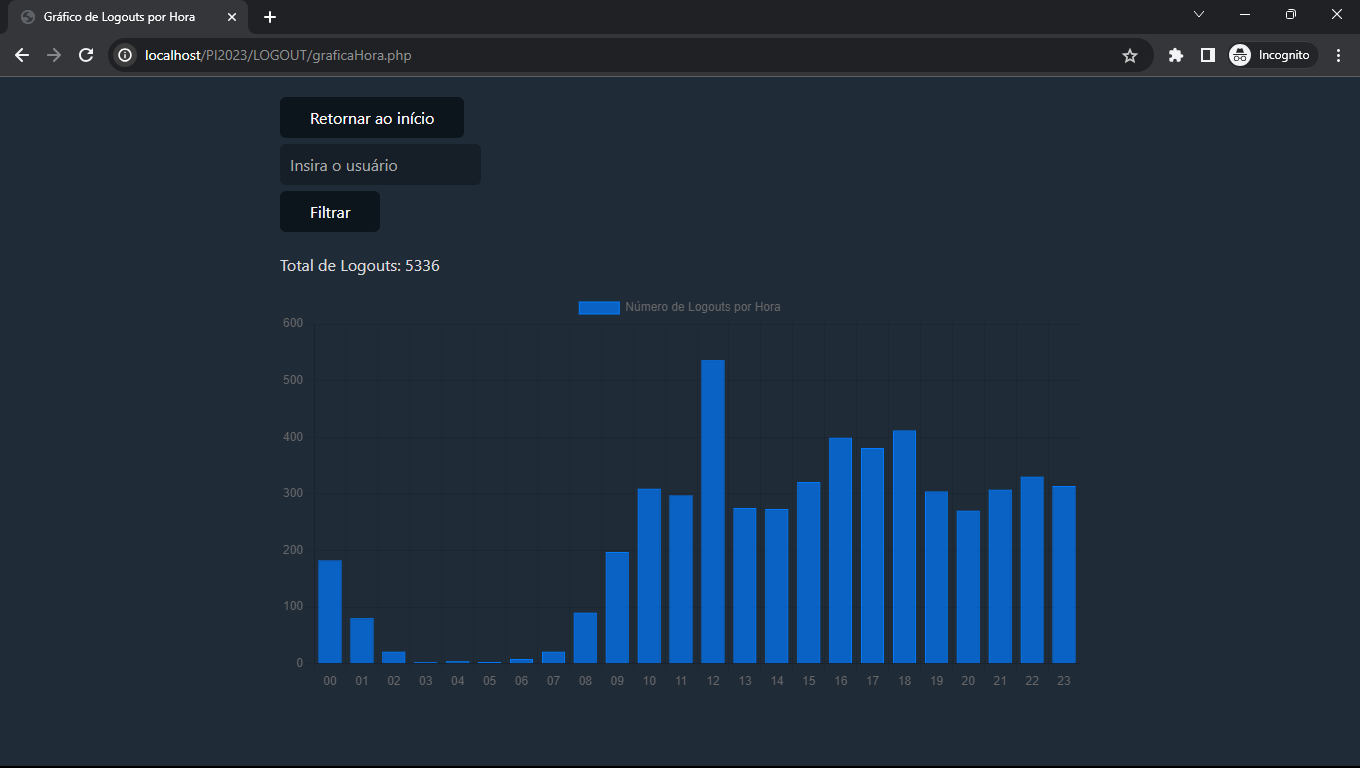 Gráfico de Logouts por Hora
localhost/PI2023/LOGOUT/graficaHora.php
Incognito
Retornar ao início
Insira o usuário
Filtrar
Total de Logouts: 5336
Número de Logouts por Hora
600
500
400
300
200
100
0
00 01 02 03 04 05 06 07 08 09 10 11 12 13 14 15 16 17 18 19 20 21 22 23